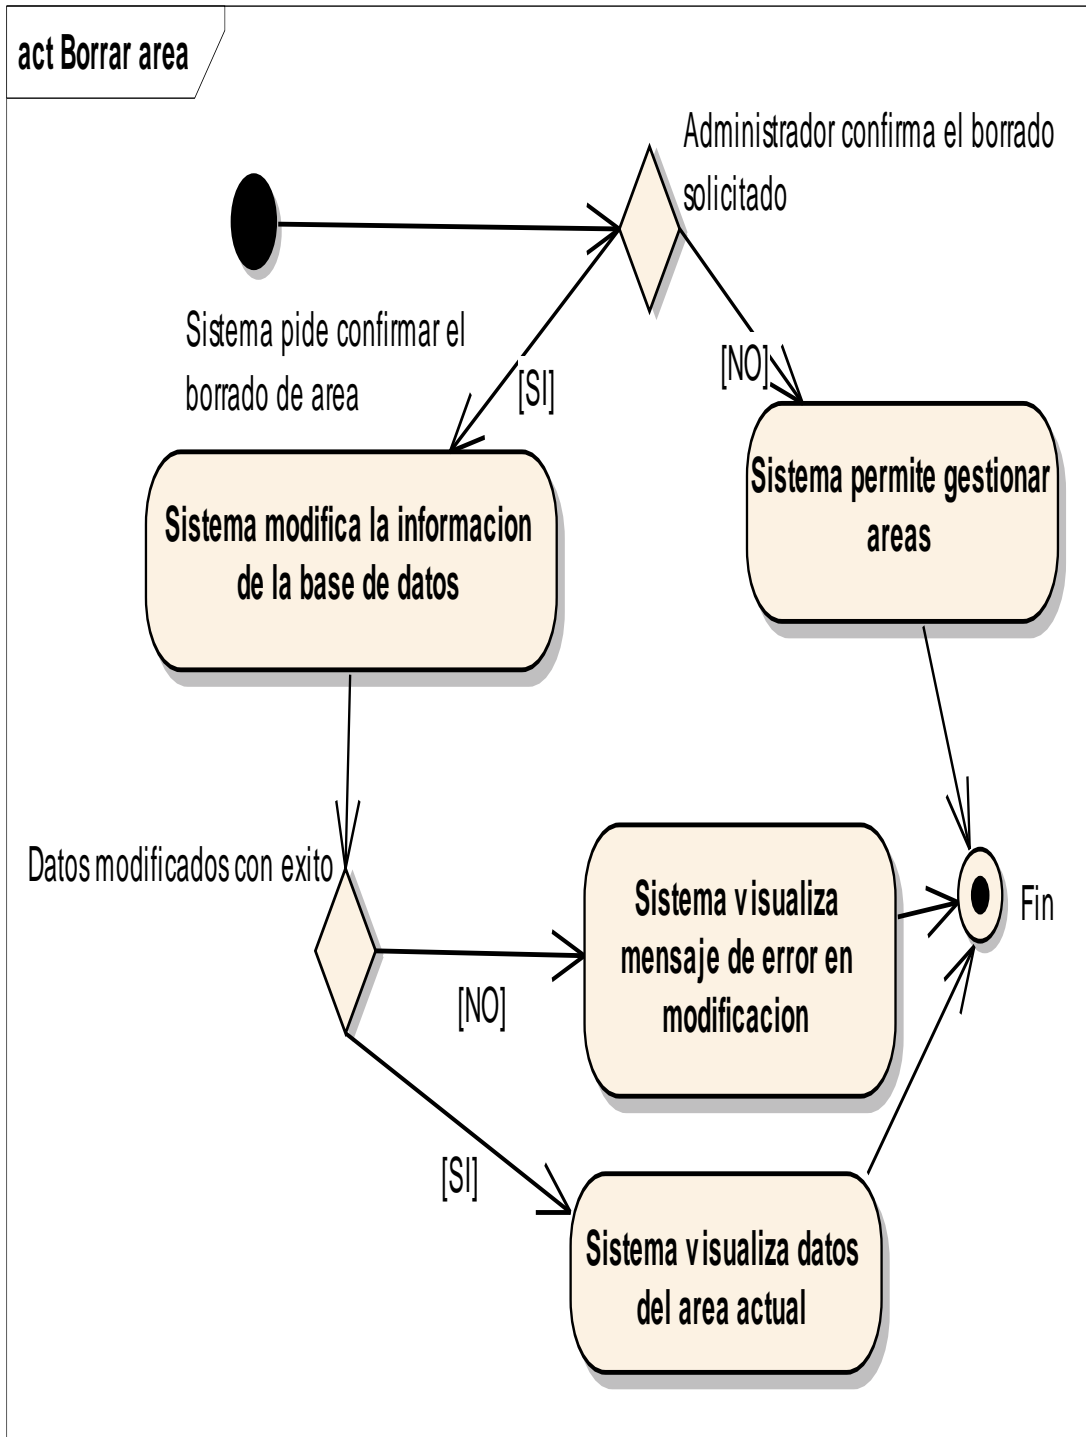 act Borrar area
Administrador confirma el borrado
solicitado
Sistema pide confirmar el
borrado de area
[SI]
[NO]
Sistema modifica la informacion
de la base de datos
Sistema permite gestionar
areas
Datos modificados con exito
[NO]
Sistema visualiza
mensaje de error en
modificacion
Fin
[SI]
Sistema visualiza datos
del area actual